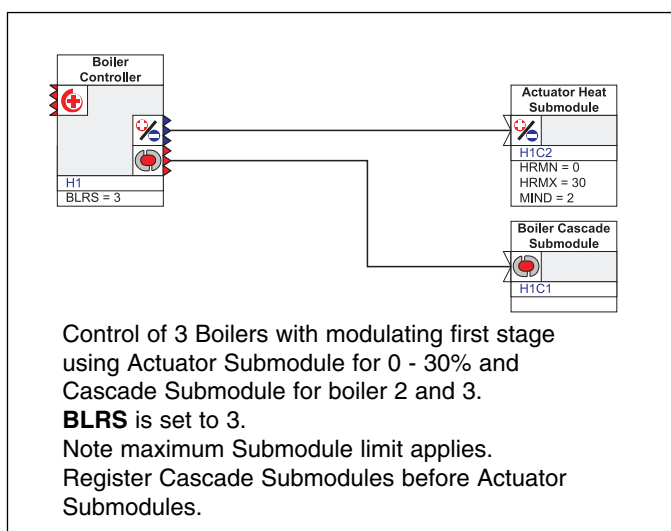 Boiler
Controller
H1
BLRS = 3
Actuator Heat
Submodule
H1C2
HRMN = 0
HRMX = 30
MIND = 2
Boiler Cascade
Submodule
H1C1
Control of 3 Boilers with modulating first stage
using Actuator Submodule for 0 - 30% and
Cascade Submodule for boiler 2 and 3.
BLRS is set to 3.
Note maximum Submodule limit applies.
Register Cascade Submodules before Actuator
Submodules.